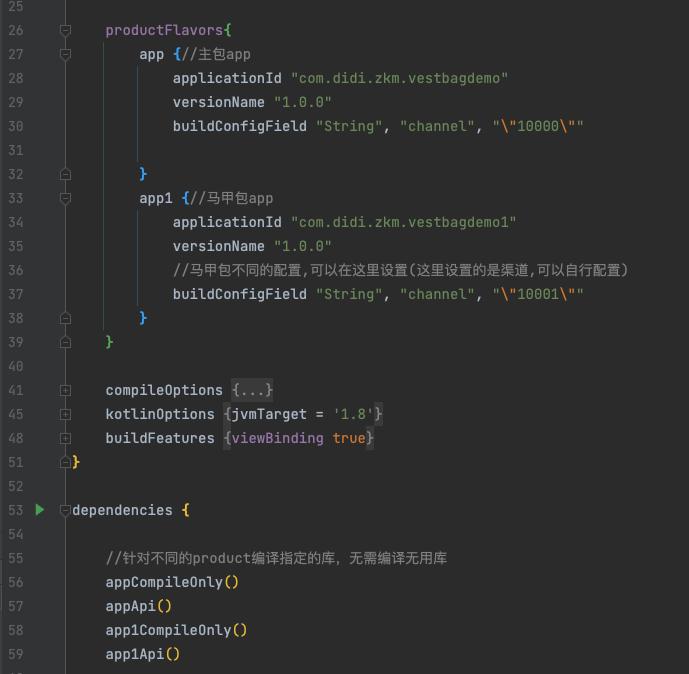 25
26 productFlavors{
27 app {//主包app
28 applicationId "com.didi.zkm.vestbagdemo"
29 versionName "1.0.0"
30 buildConfigField "String", "channel", "\"10000\""
31
32 }
33 app1 {//马甲包app
34 applicationId "com.didi.zkm.vestbagdemo1"
35 versionName "1.0.0"
36 //马甲包不同的配置,可以在这里设置(这里设置的是渠道,可以自行配置)
37 buildConfigField "String", "channel", "\"10001\""
38 }
39 }
40
41 compileOptions {...}
45 kotlinOptions {jvmTarget = '1.8'}
48 buildFeatures {viewBinding true}
51 }
52
53 dependencies {
54
55 //针对不同的product编译指定的库，无需编译无用库
56 appCompileOnly()
57 appApi()
58 app1CompileOnly()
59 app1Api()